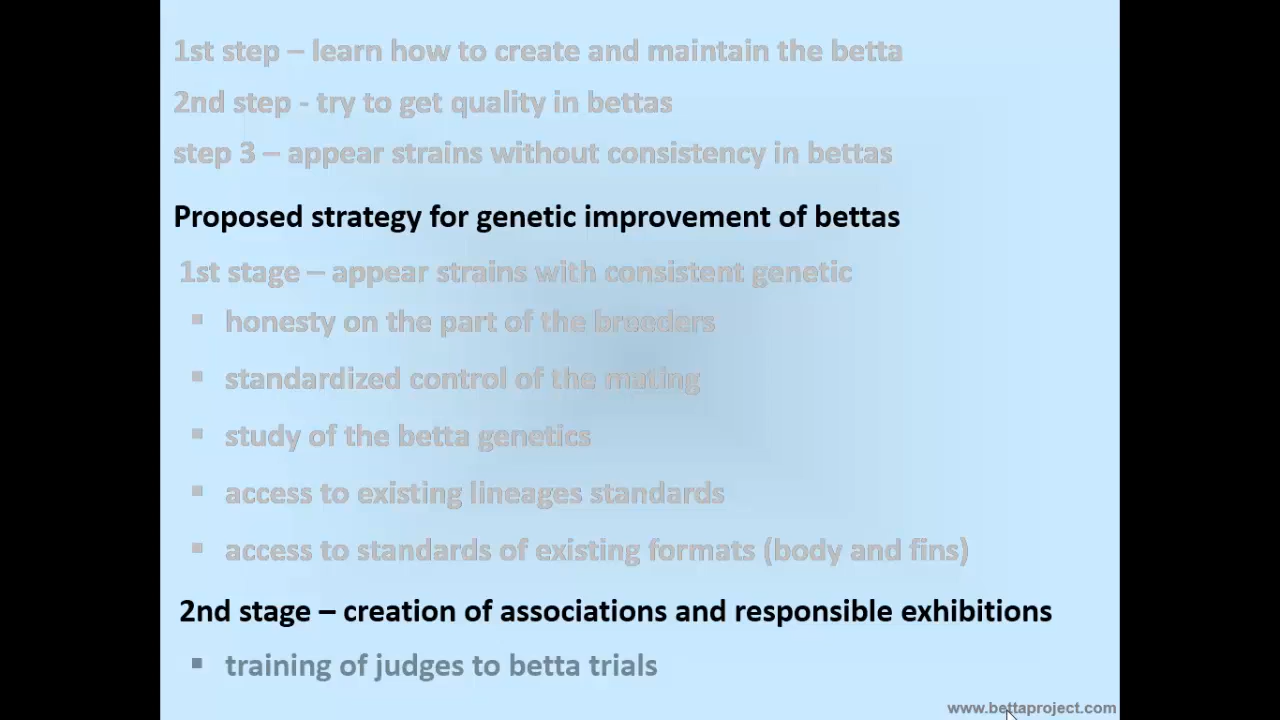 1st step – learn how to create and maintain the betta
2nd step - try to get quality in bettas
step 3 – appear strains without consistency in bettas
Proposed strategy for genetic improvement of bettas
1st stage – appear strains with consistent genetic
▪ honesty on the part of the breeders
▪ standardized control of the mating
▪ study of the betta genetics
▪ access to existing lineages standards
▪ access to standards of existing formats (body and fins)
2nd stage – creation of associations and responsible exhibitions
▪ training of judges to betta trials
www.bettaproject.com